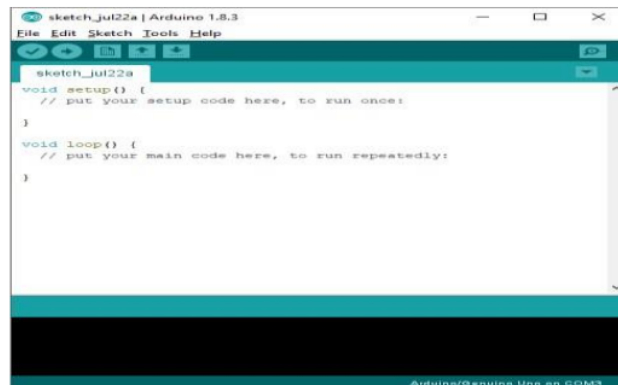 sketch_jul22a | Arduino 1.8.3
File Edit Sketch Tools Help
sketch_jul22a
void setup() {
  // put your setup code here, to run once:
}
void loop() {
  // put your main code here, to run repeatedly:
}
Arduino/Genuino Uno on COM3